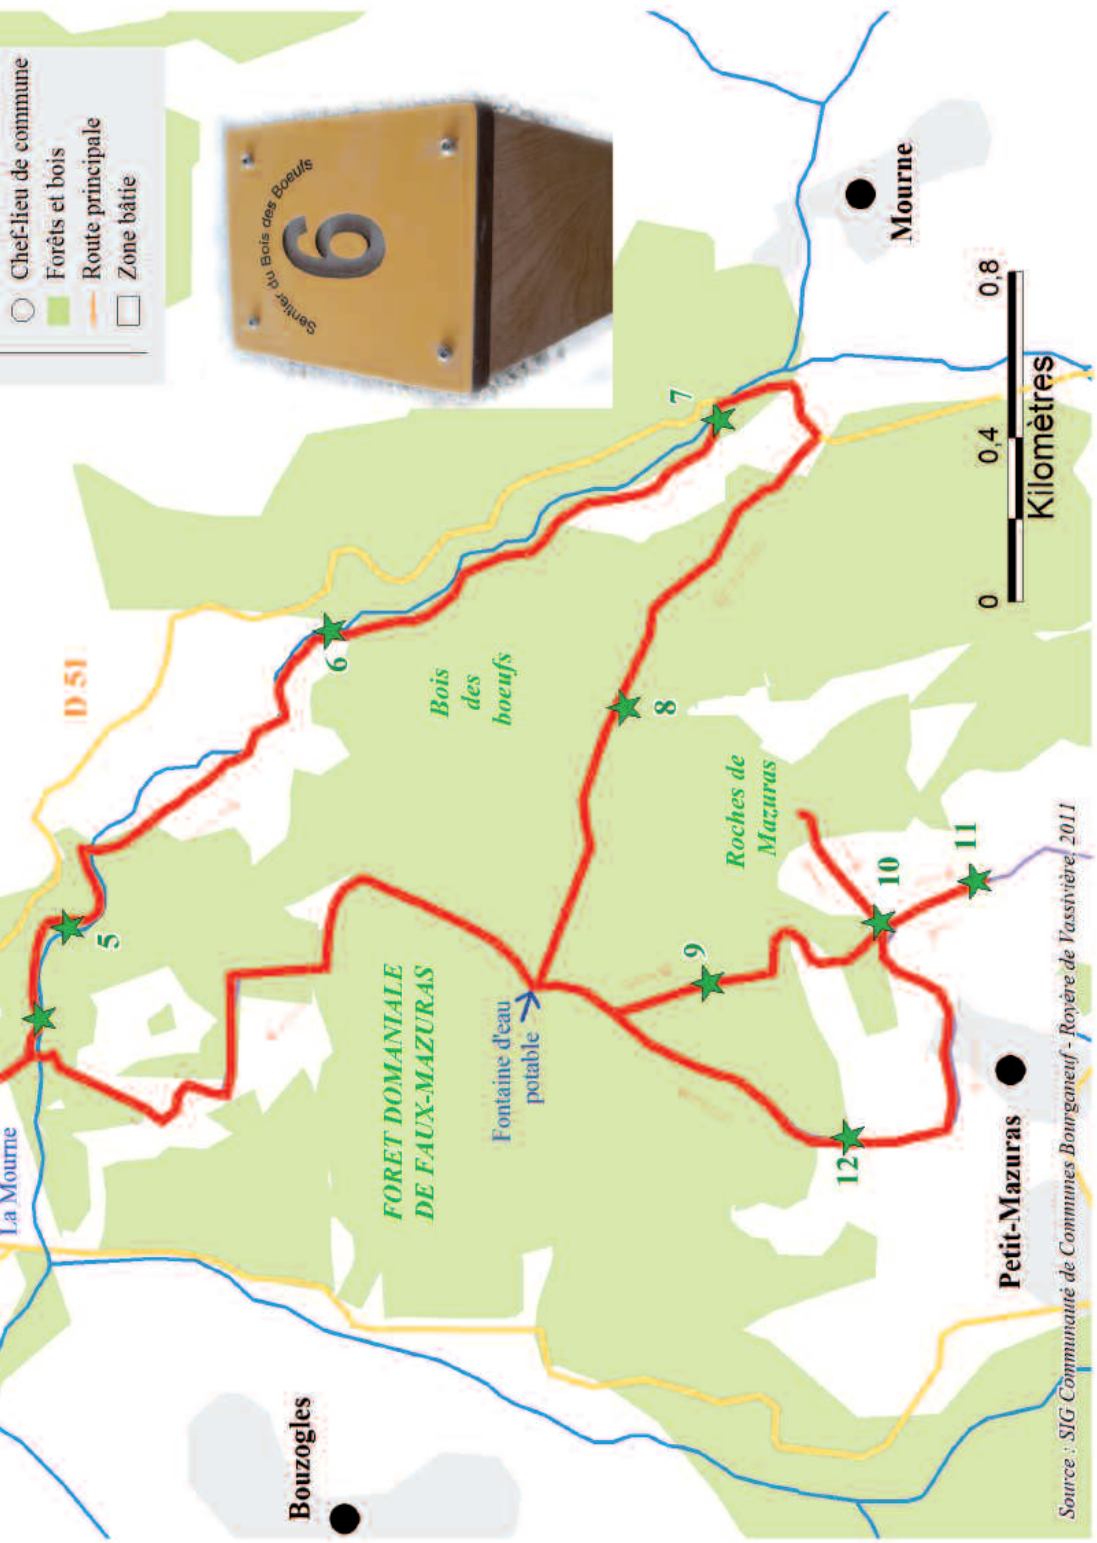 Chef-lieu de commune
Forêts et bois
Route principale
Zone bâtie
Sentier du Bois des Boeufs
6
La Mourne
D 51
5
6
7
Bois
des
boeufs
8
FORET DOMANIALE
DE FAUX-MAZURAS
Fontaine d'eau
potable
Roches de
Mazuras
9
10
11
12
Bouzogles
Petit-Mazuras
Mourne
0
0,4
0,8
Kilomètres
Source : SIG Communauté de Communes Bourganeuf - Royère de Vassivière, 2011